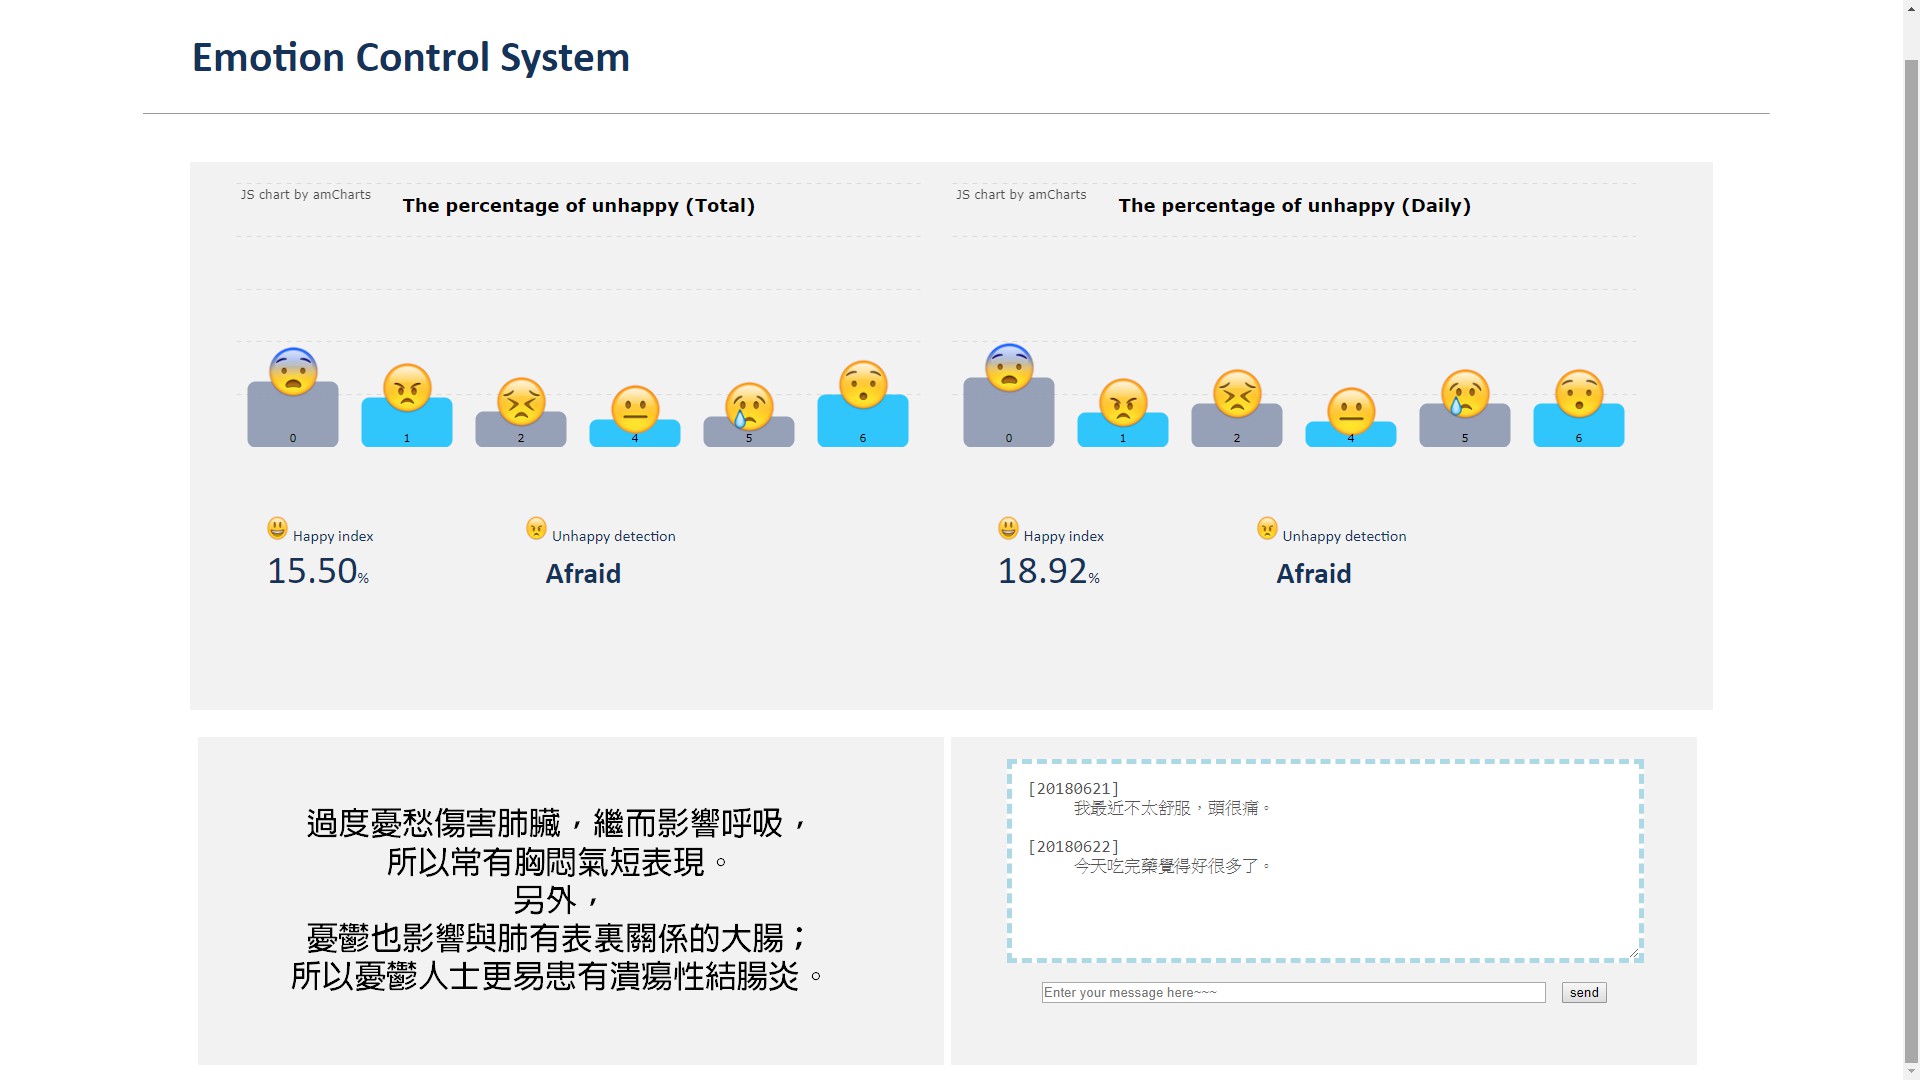 Emotion Control System
JS chart by amCharts
The percentage of unhappy (Total)
0 1 2 4 5 6
JS chart by amCharts
The percentage of unhappy (Daily)
0 1 2 4 5 6
Happy index
15.50%
Unhappy detection
Afraid
Happy index
18.92%
Unhappy detection
Afraid
過度憂愁傷害肺臟，繼而影響呼吸，
所以常有胸悶氣短表現。
另外，
憂鬱也影響與肺有表裏關係的大腸；
所以憂鬱人士更易患有潰瘍性結腸炎。
[20180621]
我最近不太舒服，頭很痛。
[20180622]
今天吃完藥覺得好很多了。
Enter your message here~~~
send